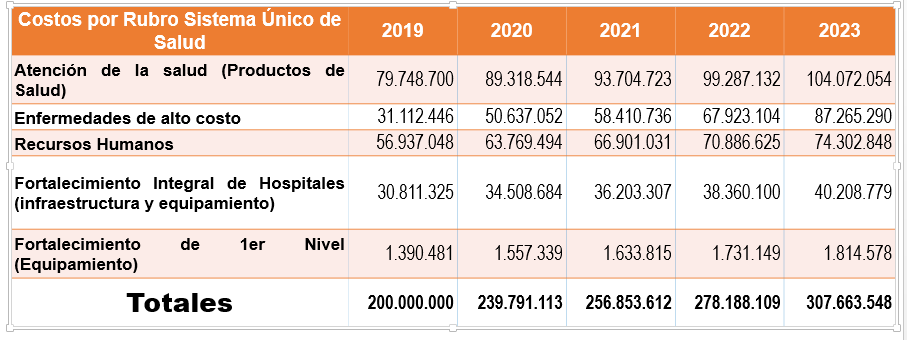 Costos por Rubro Sistema Único de Salud 2019 2020 2021 2022 2023
Atención de la salud (Productos de Salud) 79.748.700 89.318.544 93.704.723 99.287.132 104.072.054
Enfermedades de alto costo 31.112.446 50.637.052 58.410.736 67.923.104 87.265.290
Recursos Humanos 56.937.048 63.769.494 66.901.031 70.886.625 74.302.848
Fortalecimiento Integral de Hospitales (infraestructura y equipamiento) 30.811.325 34.508.684 36.203.307 38.360.100 40.208.779
Fortalecimiento de 1er Nivel (Equipamiento) 1.390.481 1.557.339 1.633.815 1.731.149 1.814.578
Totales 200.000.000 239.791.113 256.853.612 278.188.109 307.663.548